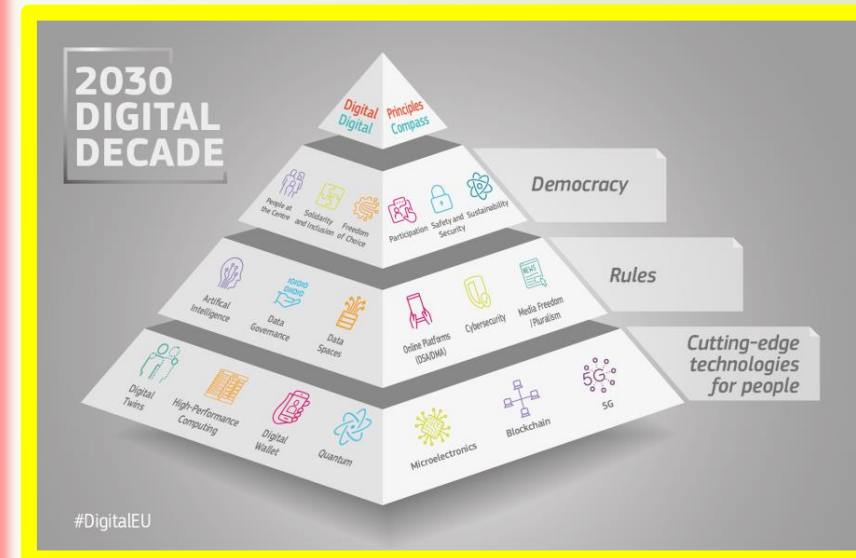 2030
DIGITAL
DECADE
Digital Principles
Digital Compass
People at
the Centre
Solidarity
and Inclusion
Freedom
of Choice
Participation
Safety and
Security
Sustainability
Democracy
Artifical
Intelligence
Data
Governance
Data
Spaces
Online Platforms
(DSA/DMA)
Cybersecurity
NEWS
Media Freedom
/Pluralism
Rules
Digital
Twins
High-Performance
Computing
Digital
Wallet
Quantum
Microelectronics
Blockchain
5G
5G
Cutting-edge
technologies
for people
#DigitalEU